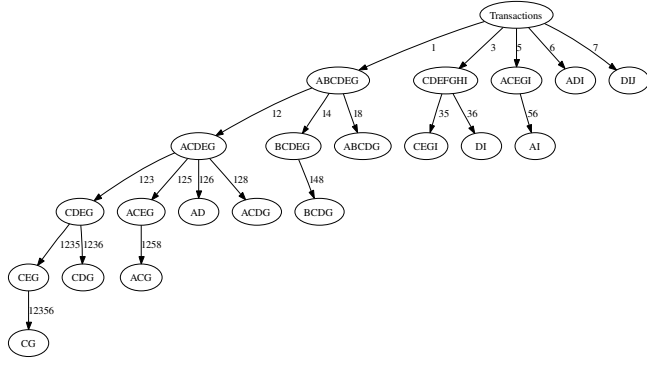 Transactions
1
3
5
6
7
ABCDEG
CDEFGHI
ACEGI
ADI
DIJ
12
14
18
35
36
56
ACDEG
BCDEG
ABCDG
CEGI
DI
AI
123
125
126
128
148
CDEG
ACEG
AD
ACDG
BCDG
1235
1236
1258
CEG
CDG
ACG
12356
CG